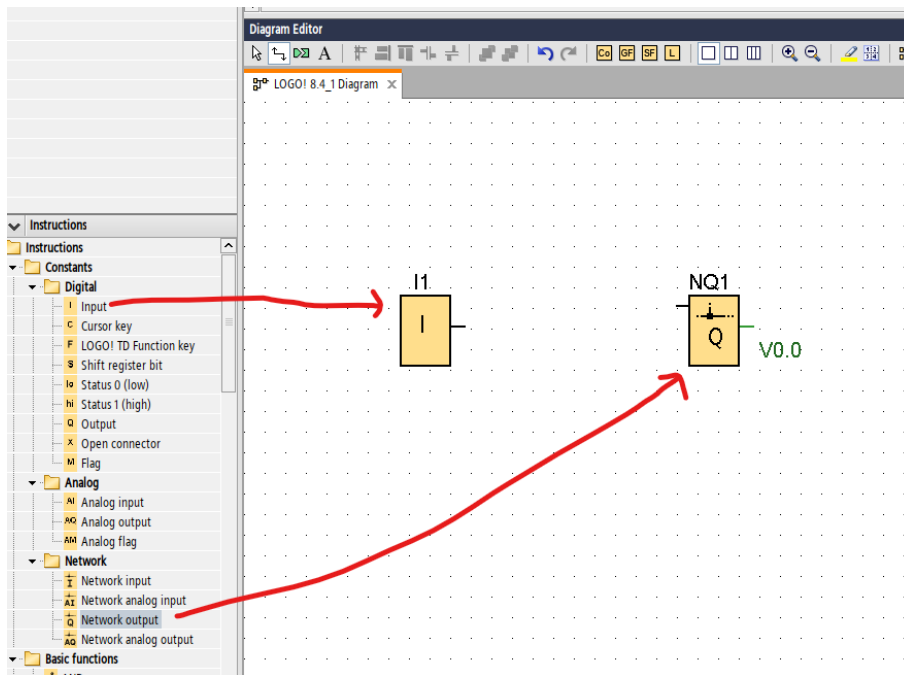 Diagram Editor
A
Co GF SF L
LOGO! 8.4_1 Diagram
Instructions
Instructions
Constants
Digital
I Input
C Cursor key
F LOGO! TD Function key
S Shift register bit
lo Status 0 (low)
hi Status 1 (high)
Q Output
X Open connector
M Flag
Analog
AI Analog input
AQ Analog output
AM Analog flag
Network
I Network input
AI Network analog input
Q Network output
AQ Network analog output
Basic functions
I1
I
NQ1
Q
V0.0